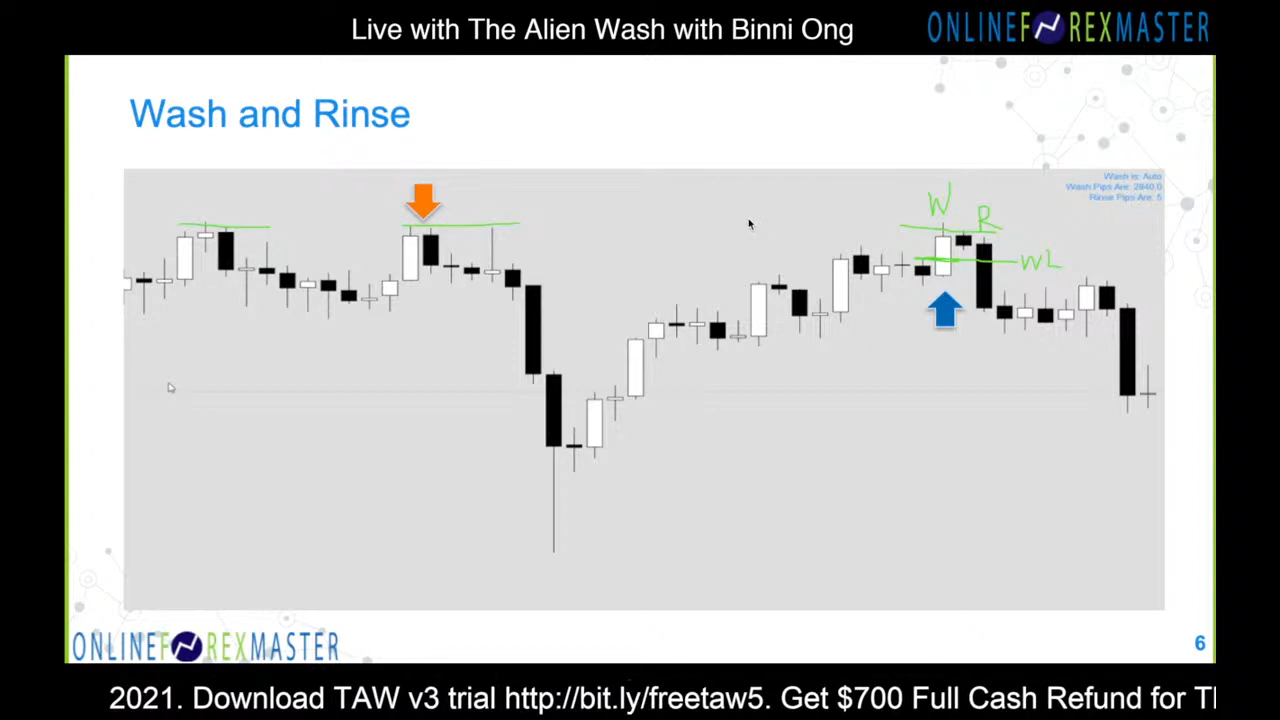 Live with The Alien Wash with Binni Ong
ONLINEFOREXMASTER
Wash and Rinse
Wash is: Auto
Wash Pips Are: 2840.0
Rinse Pips Are: 5
W
R
WL
ONLINEFOREXMASTER
6
2021. Download TAW v3 trial http://bit.ly/freetaw5. Get $700 Full Cash Refund for